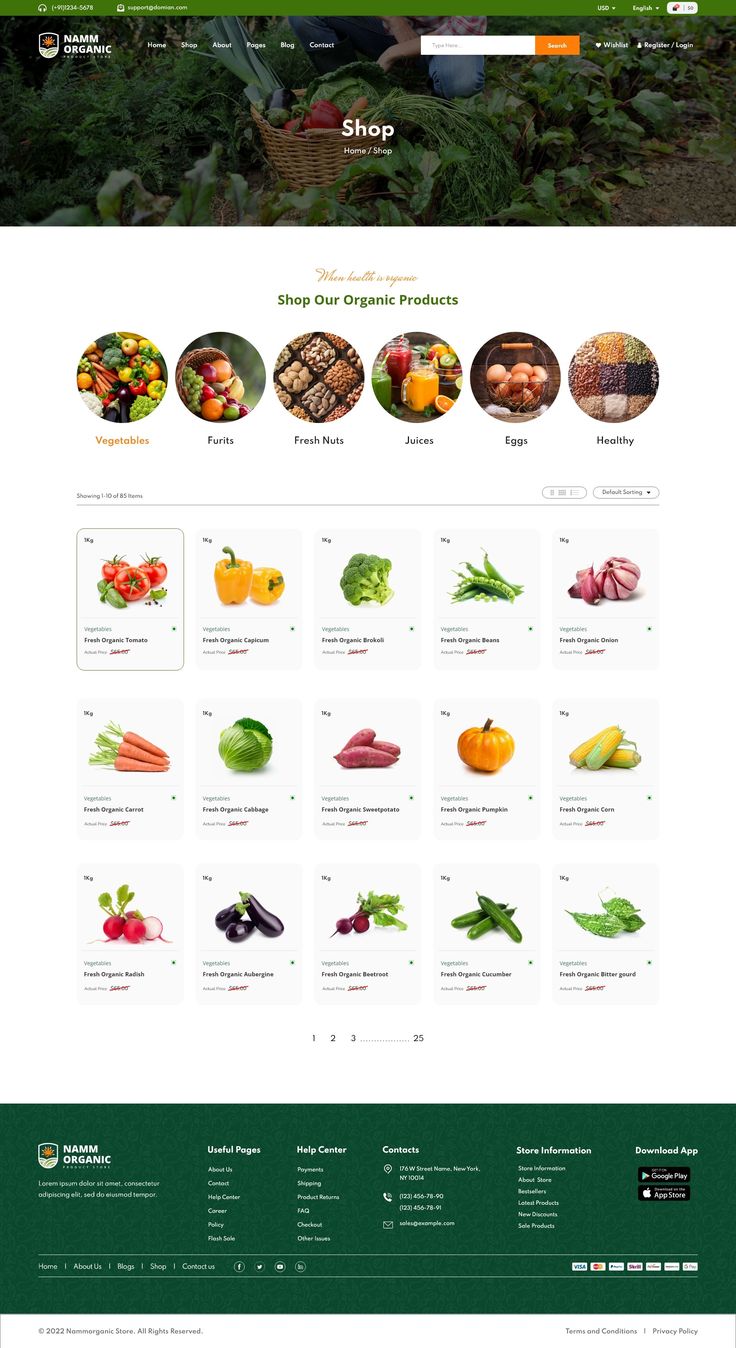 (+91)1234-5678
support@domian.com
USD
English
$0
NAMM
ORGANIC
PRODUCT STORE
Home Shop About Pages Blog Contact
Type Here...
Search
Wishlist
Register / Login
Shop
Home / Shop
When health is organic
Shop Our Organic Products
Vegetables Furits Fresh Nuts Juices Eggs Healthy
Showing 1-10 of 85 Items
Default Sorting
1Kg 1Kg 1Kg 1Kg 1Kg
Vegetables Vegetables Vegetables Vegetables Vegetables
Fresh Organic Tomato Fresh Organic Capicum Fresh Organic Brokoli Fresh Organic Beans Fresh Organic Onion
Actual Price $65.00 Actual Price $65.00 Actual Price $65.00 Actual Price $65.00 Actual Price $65.00
1Kg 1Kg 1Kg 1Kg 1Kg
Vegetables Vegetables Vegetables Vegetables Vegetables
Fresh Organic Carrot Fresh Organic Cabbage Fresh Organic Sweetpotato Fresh Organic Pumpkin Fresh Organic Corn
Actual Price $65.00 Actual Price $65.00 Actual Price $65.00 Actual Price $65.00 Actual Price $65.00
1Kg 1Kg 1Kg 1Kg 1Kg
Vegetables Vegetables Vegetables Vegetables Vegetables
Fresh Organic Radish Fresh Organic Aubergine Fresh Organic Beetroot Fresh Organic Cucumber Fresh Organic Bitter gourd
Actual Price $65.00 Actual Price $65.00 Actual Price $65.00 Actual Price $65.00 Actual Price $65.00
1 2 3 .................. 25
NAMM
ORGANIC
PRODUCT STORE
Lorem ipsum dolor sit amet, consectetur
adipiscing elit, sed do eiusmod tempor.
Useful Pages
About Us
Contact
Help Center
Career
Policy
Flash Sale
Help Center
Payments
Shipping
Product Returns
FAQ
Checkout
Other Issues
Contacts
176 W Street Name, New York,
NY 10014
(123) 456-78-90
(123) 456-78-91
sales@example.com
Store Information
Store Information
About Store
Bestsellers
Latest Products
New Discounts
Sale Products
Download App
GET IT ON
Google Play
Download on the
App Store
Home | About Us | Blogs | Shop | Contact us
VISA PayPal Skrill G Pay
© 2022 Nammorganic Store. All Rights Reserved.
Terms and Conditions | Privacy Policy